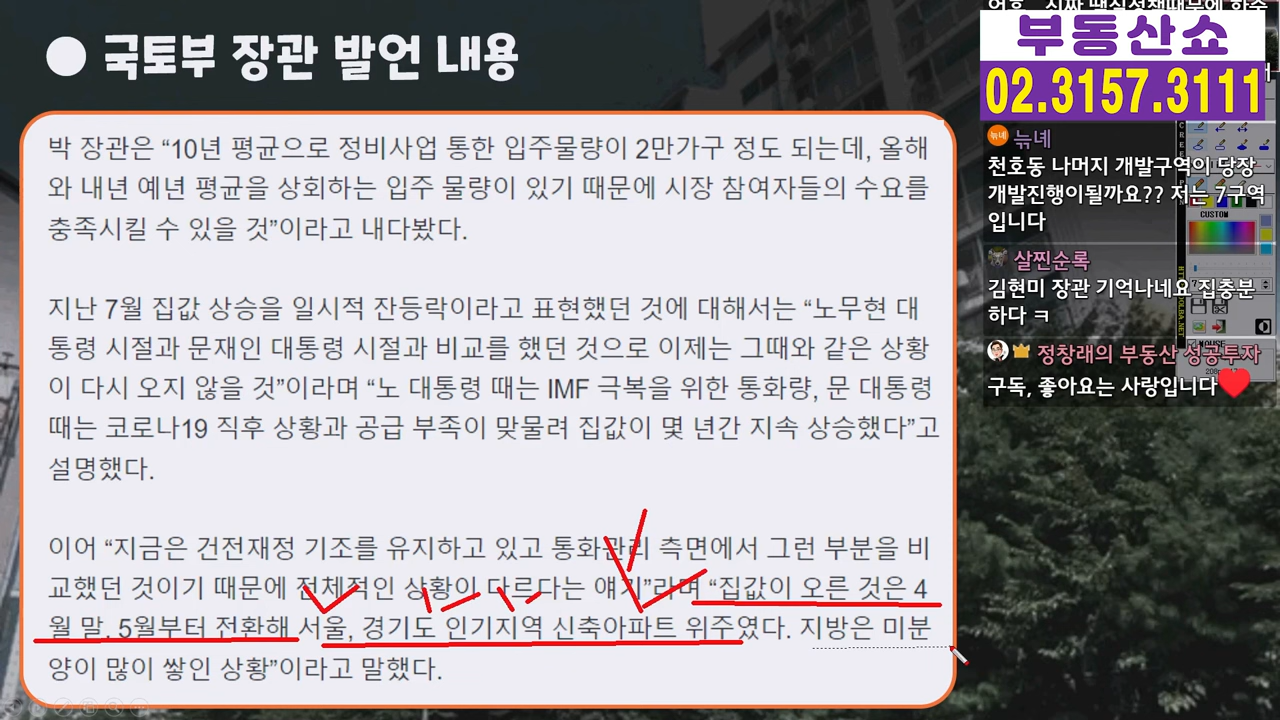 ● 국토부 장관 발언 내용
박 장관은 “10년 평균으로 정비사업 통한 입주물량이 2만가구 정도 되는데, 올해
와 내년 예년 평균을 상회하는 입주 물량이 있기 때문에 시장 참여자들의 수요를
충족시킬 수 있을 것”이라고 내다봤다.
지난 7월 집값 상승을 일시적 잔등락이라고 표현했던 것에 대해서는 “노무현 대
통령 시절과 문재인 대통령 시절과 비교를 했던 것으로 이제는 그때와 같은 상황
이 다시 오지 않을 것”이라며 “노 대통령 때는 IMF 극복을 위한 통화량, 문 대통령
때는 코로나19 직후 상황과 공급 부족이 맞물려 집값이 몇 년간 지속 상승했다”고
설명했다.
이어 “지금은 건전재정 기조를 유지하고 있고 통화관리 측면에서 그런 부분을 비
교했던 것이기 때문에 전체적인 상황이 다르다는 얘기”라며 “집값이 오른 것은 4
월 말, 5월부터 전환해 서울, 경기도 인기지역 신축아파트 위주였다. 지방은 미분
양이 많이 쌓인 상황”이라고 말했다.
부동산쇼
02.3157.3111
뉶녜
천호동 나머지 개발구역이 당장
개발진행이될까요?? 저는 7구역
입니다
CUSTOM
살찐순록
김현미 장관 기억나네요 집충분
하다 ㅋ
정창래의 부동산 성공투자
구독, 좋아요는 사랑입니다❤